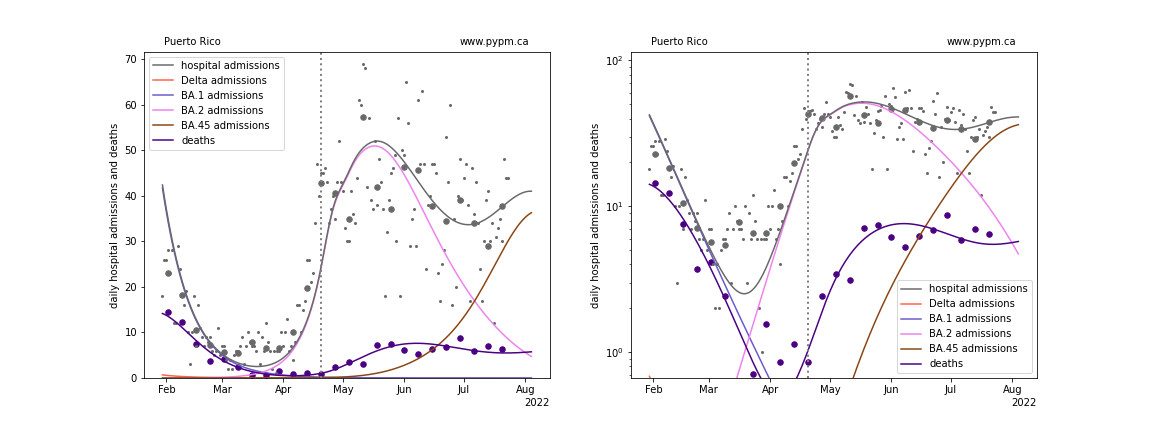 Puerto Rico
www.pypm.ca
daily hospital admissions and deaths
70
60
50
40
30
20
10
0
hospital admissions
Delta admissions
BA.1 admissions
BA.2 admissions
BA.45 admissions
deaths
Feb Mar Apr May Jun Jul Aug
2022
Puerto Rico
www.pypm.ca
daily hospital admissions and deaths
10²
10¹
10⁰
hospital admissions
Delta admissions
BA.1 admissions
BA.2 admissions
BA.45 admissions
deaths
Feb Mar Apr May Jun Jul Aug
2022